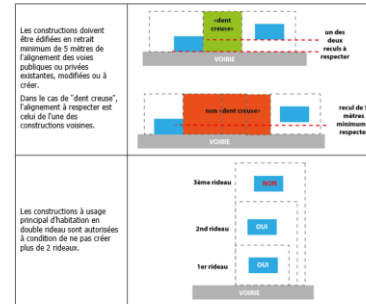 Les constructions doivent
être édifiées en retrait
minimum de 5 mètres de
l'alignement des voies
publiques ou privées
existantes, modifiées ou à
créer.
Dans le cas de "dent creuse",
l'alignement à respecter est
celui de l'une des
constructions voisines.
«dent
creuse»
un des
deux
reculs à
respecter
VOIRIE
non «dent creuse»
recul de 5
mètres
minimum
respecter
VOIRIE
Les constructions à usage
principal d'habitation en
double rideau sont autorisées
à condition de ne pas créer
plus de 2 rideaux.
3ème rideau
NON
2nd rideau
OUI
1er rideau
OUI
VOIRIE